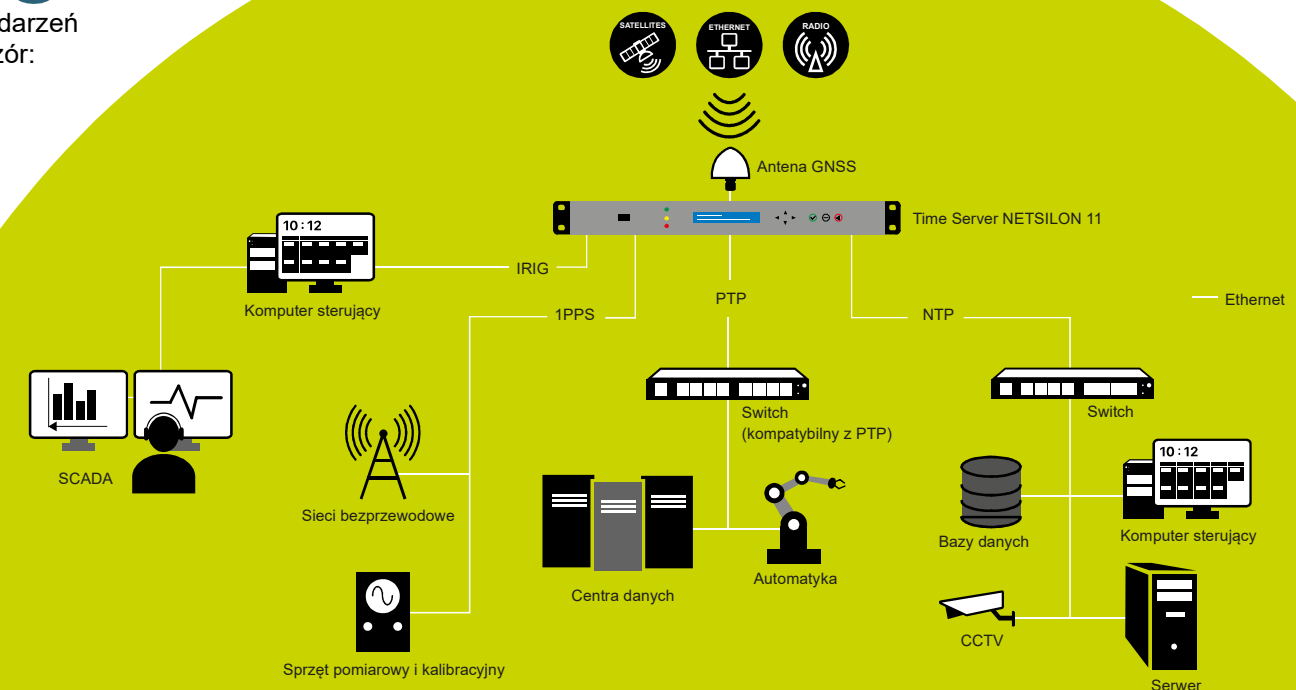 darzeń
zór:
SATELLITES
ETHERNET
RADIO
Antena GNSS
Time Server NETSILON 11
10:12
IRIG
Komputer sterujący
1PPS
PTP
NTP
Ethernet
Switch
(kompatybilny z PTP)
Switch
SCADA
10:12
Sieci bezprzewodowe
Bazy danych
Komputer sterujący
Automatyka
Centra danych
CCTV
Sprzęt pomiarowy i kalibracyjny
Serwer